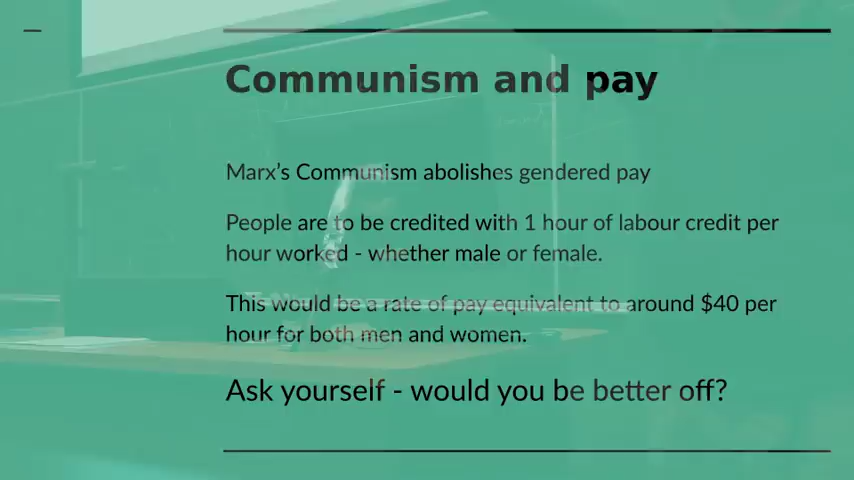 Communism and pay
Marx’s Communism abolishes gendered pay
People are to be credited with 1 hour of labour credit per
hour worked - whether male or female.
This would be a rate of pay equivalent to around $40 per
hour for both men and women.
Ask yourself - would you be better off?